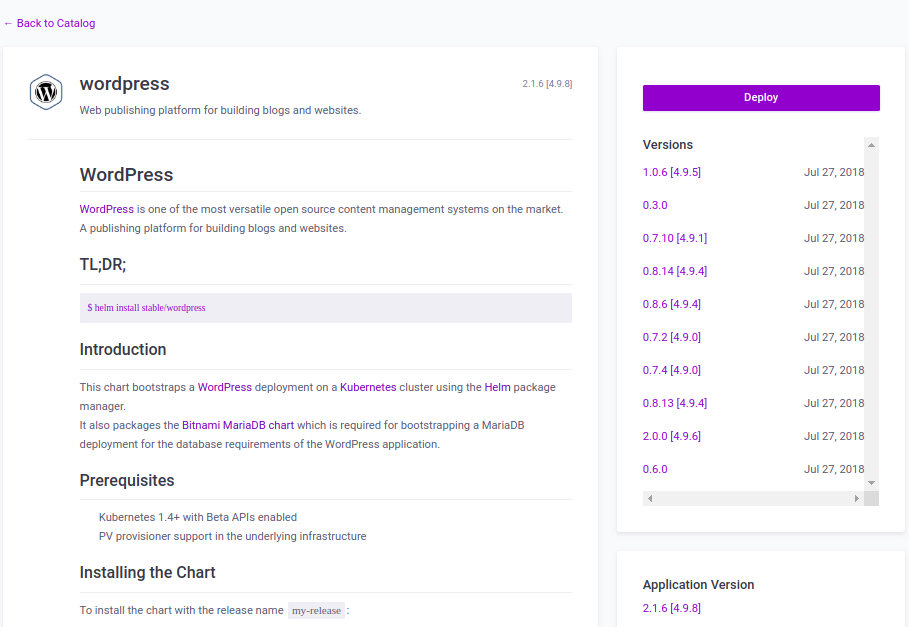 ← Back to Catalog
wordpress
2.1.6 [4.9.8]
Web publishing platform for building blogs and websites.
WordPress
WordPress is one of the most versatile open source content management systems on the market.
A publishing platform for building blogs and websites.
TL;DR;
$ helm install stable/wordpress
Introduction
This chart bootstraps a WordPress deployment on a Kubernetes cluster using the Helm package
manager.
It also packages the Bitnami MariaDB chart which is required for bootstrapping a MariaDB
deployment for the database requirements of the WordPress application.
Prerequisites
Kubernetes 1.4+ with Beta APIs enabled
PV provisioner support in the underlying infrastructure
Installing the Chart
To install the chart with the release name my-release :
Deploy
Versions
1.0.6 [4.9.5] Jul 27, 2018
0.3.0 Jul 27, 2018
0.7.10 [4.9.1] Jul 27, 2018
0.8.14 [4.9.4] Jul 27, 2018
0.8.6 [4.9.4] Jul 27, 2018
0.7.2 [4.9.0] Jul 27, 2018
0.7.4 [4.9.0] Jul 27, 2018
0.8.13 [4.9.4] Jul 27, 2018
2.0.0 [4.9.6] Jul 27, 2018
0.6.0 Jul 27, 2018
Application Version
2.1.6 [4.9.8]